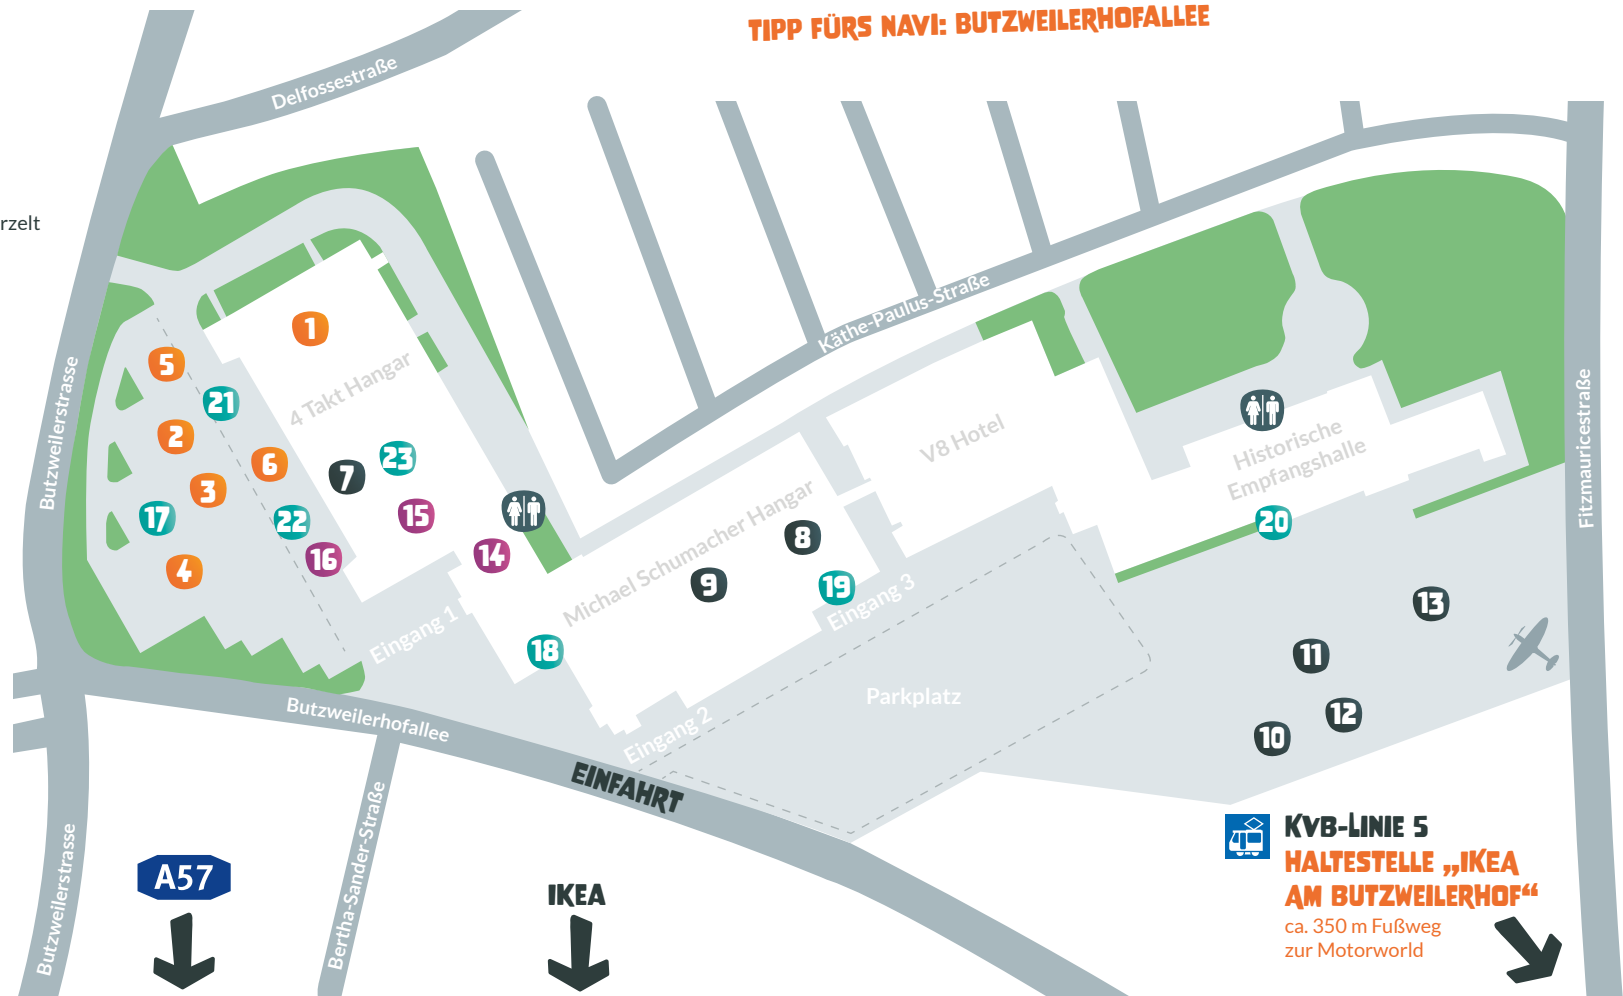 TIPP FÜRS NAVI: BUTZWEILERHOFALLEE
Delfossestraße
rzelt
Käthe-Paulus-Straße
Butzweilerstrasse
Fitzmauricestraße
1
4 Takt Hangar
5
21
2
6
3
7
23
17
22
15
16
14
4
V8 Hotel
Historische
Empfangshalle
20
Michael Schumacher Hangar
8
9
19
18
Eingang 1
Eingang 3
Eingang 2
Parkplatz
13
11
12
10
Butzweilerhofallee
EINFAHRT
Bertha-Sander-Straße
Butzweilerstrasse
A57
IKEA
KVB-LINIE 5
HALTESTELLE „IKEA
AM BUTZWEILERHOF“
ca. 350 m Fußweg
zur Motorworld